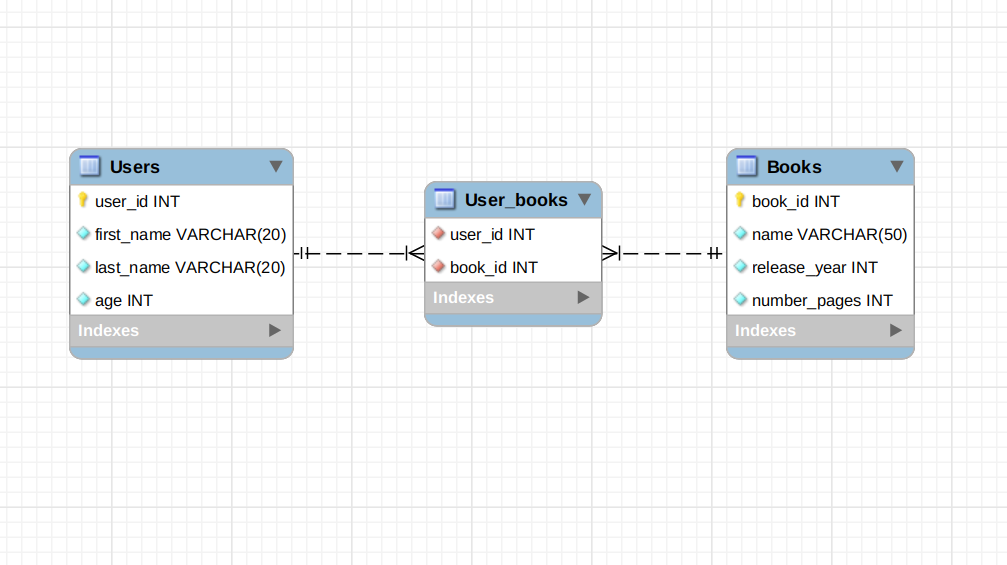 Users
user_id INT
first_name VARCHAR(20)
last_name VARCHAR(20)
age INT
Indexes
User_books
user_id INT
book_id INT
Indexes
Books
book_id INT
name VARCHAR(50)
release_year INT
number_pages INT
Indexes